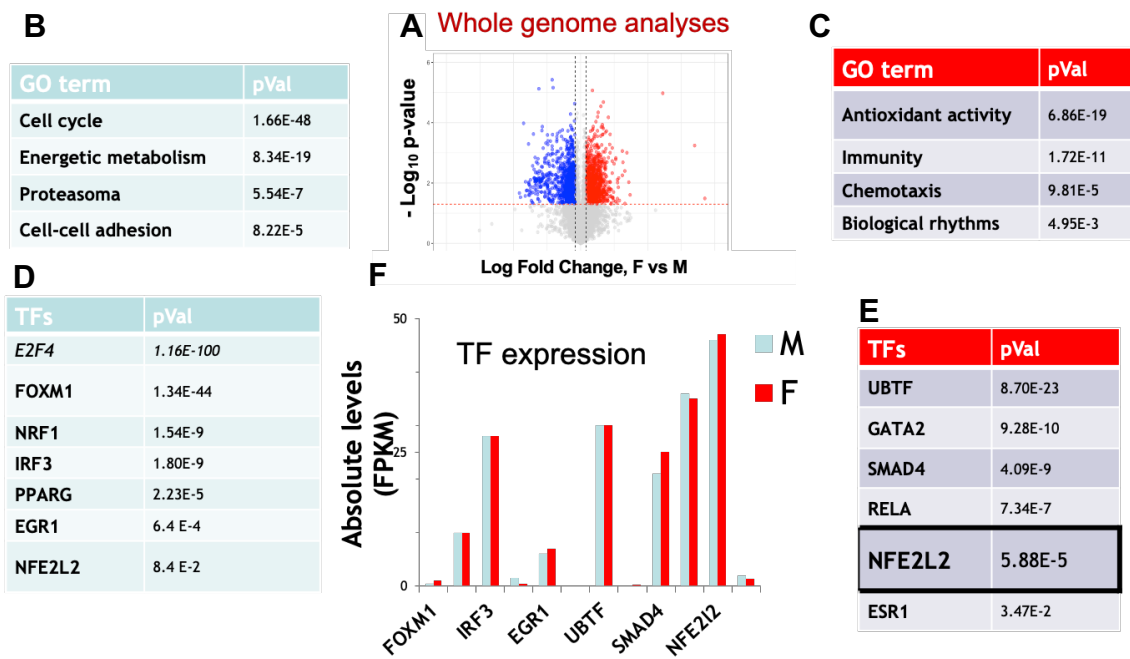 B
A
Whole genome analyses
C
GO term pVal
Cell cycle 1.66E-48
Energetic metabolism 8.34E-19
Proteasoma 5.54E-7
Cell-cell adhesion 8.22E-5
6
4
2
0
- Log10 p-value
Log Fold Change, F vs M
GO term pVal
Antioxidant activity 6.86E-19
Immunity 1.72E-11
Chemotaxis 9.81E-5
Biological rhythms 4.95E-3
D
TFs pVal
E2F4 1.16E-100
FOXM1 1.34E-44
NRF1 1.54E-9
IRF3 1.80E-9
PPARG 2.23E-5
EGR1 6.4 E-4
NFE2L2 8.4 E-2
F
TF expression
M
F
Absolute levels
(FPKM)
50
25
0
FOXM1
IRF3
EGR1
UBTF
SMAD4
NFE2l2
E
TFs pVal
UBTF 8.70E-23
GATA2 9.28E-10
SMAD4 4.09E-9
RELA 7.34E-7
NFE2L2 5.88E-5
ESR1 3.47E-2